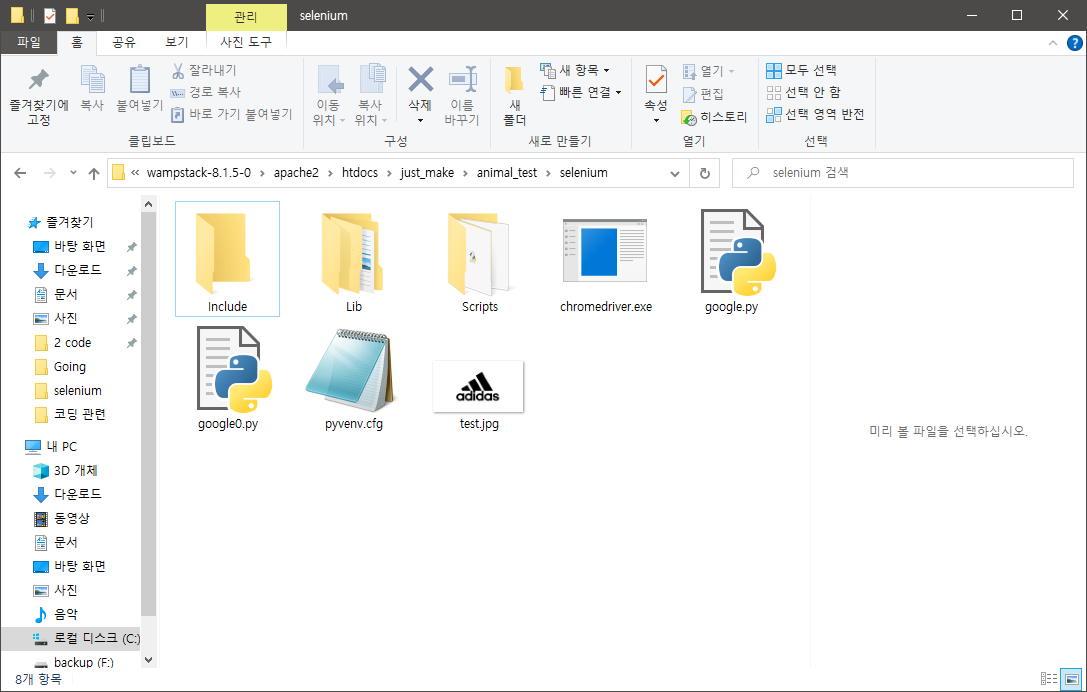 관리
selenium
파일
홈
공유
보기
사진 도구
즐겨찾기에
고정
복사
붙여넣기
잘라내기
경로 복사
바로 가기 붙여넣기
클립보드
이동
위치
복사
위치
삭제
이름
바꾸기
구성
새
폴더
새 항목
빠른 연결
새로 만들기
속성
열기
편집
히스토리
열기
모두 선택
선택 안 함
선택 영역 반전
선택
« wampstack-8.1.5-0 > apache2 > htdocs > just_make > animal_test > selenium
selenium 검색
즐겨찾기
바탕 화면
다운로드
문서
사진
2 code
Going
selenium
코딩 관련
내 PC
3D 개체
다운로드
동영상
문서
바탕 화면
사진
음악
로컬 디스크 (C:)
backup (F:)
Include
Lib
Scripts
chromedriver.exe
google.py
google0.py
pyvenv.cfg
adidas
test.jpg
미리 볼 파일을 선택하십시오.
8개 항목